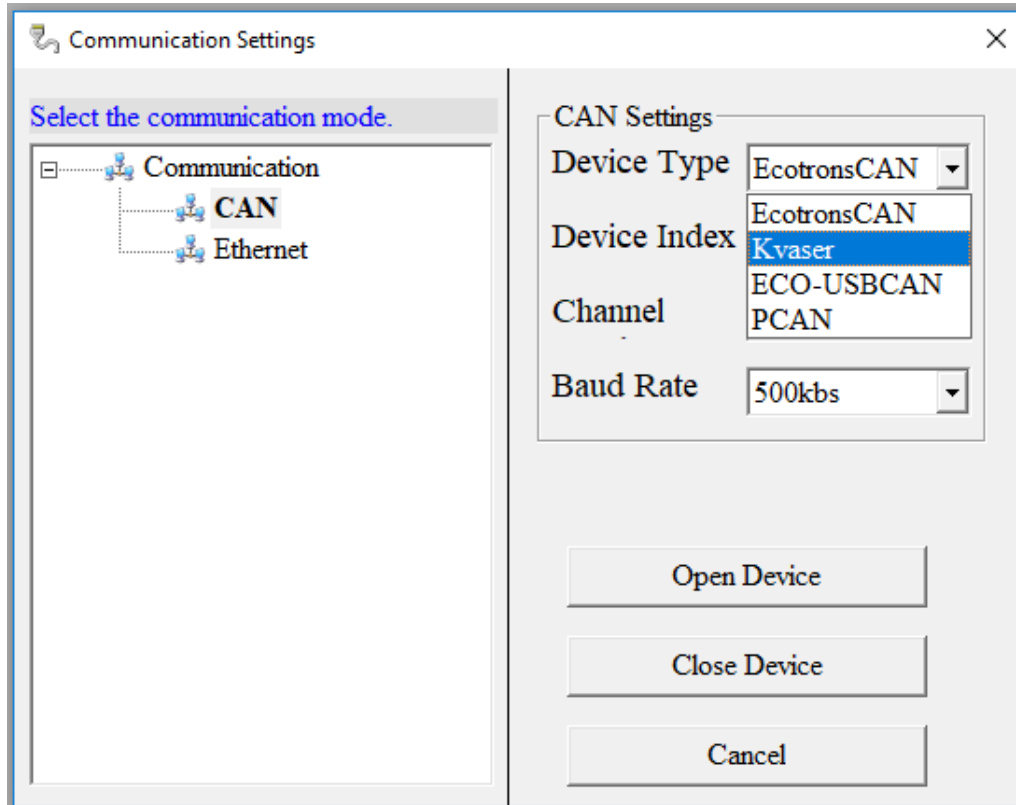 Communication Settings
Select the communication mode.
Communication
CAN
Ethernet
CAN Settings
Device Type
EcotronsCAN
EcotronsCAN
Kvaser
ECO-USBCAN
PCAN
Device Index
Channel
Baud Rate
500kbs
Open Device
Close Device
Cancel